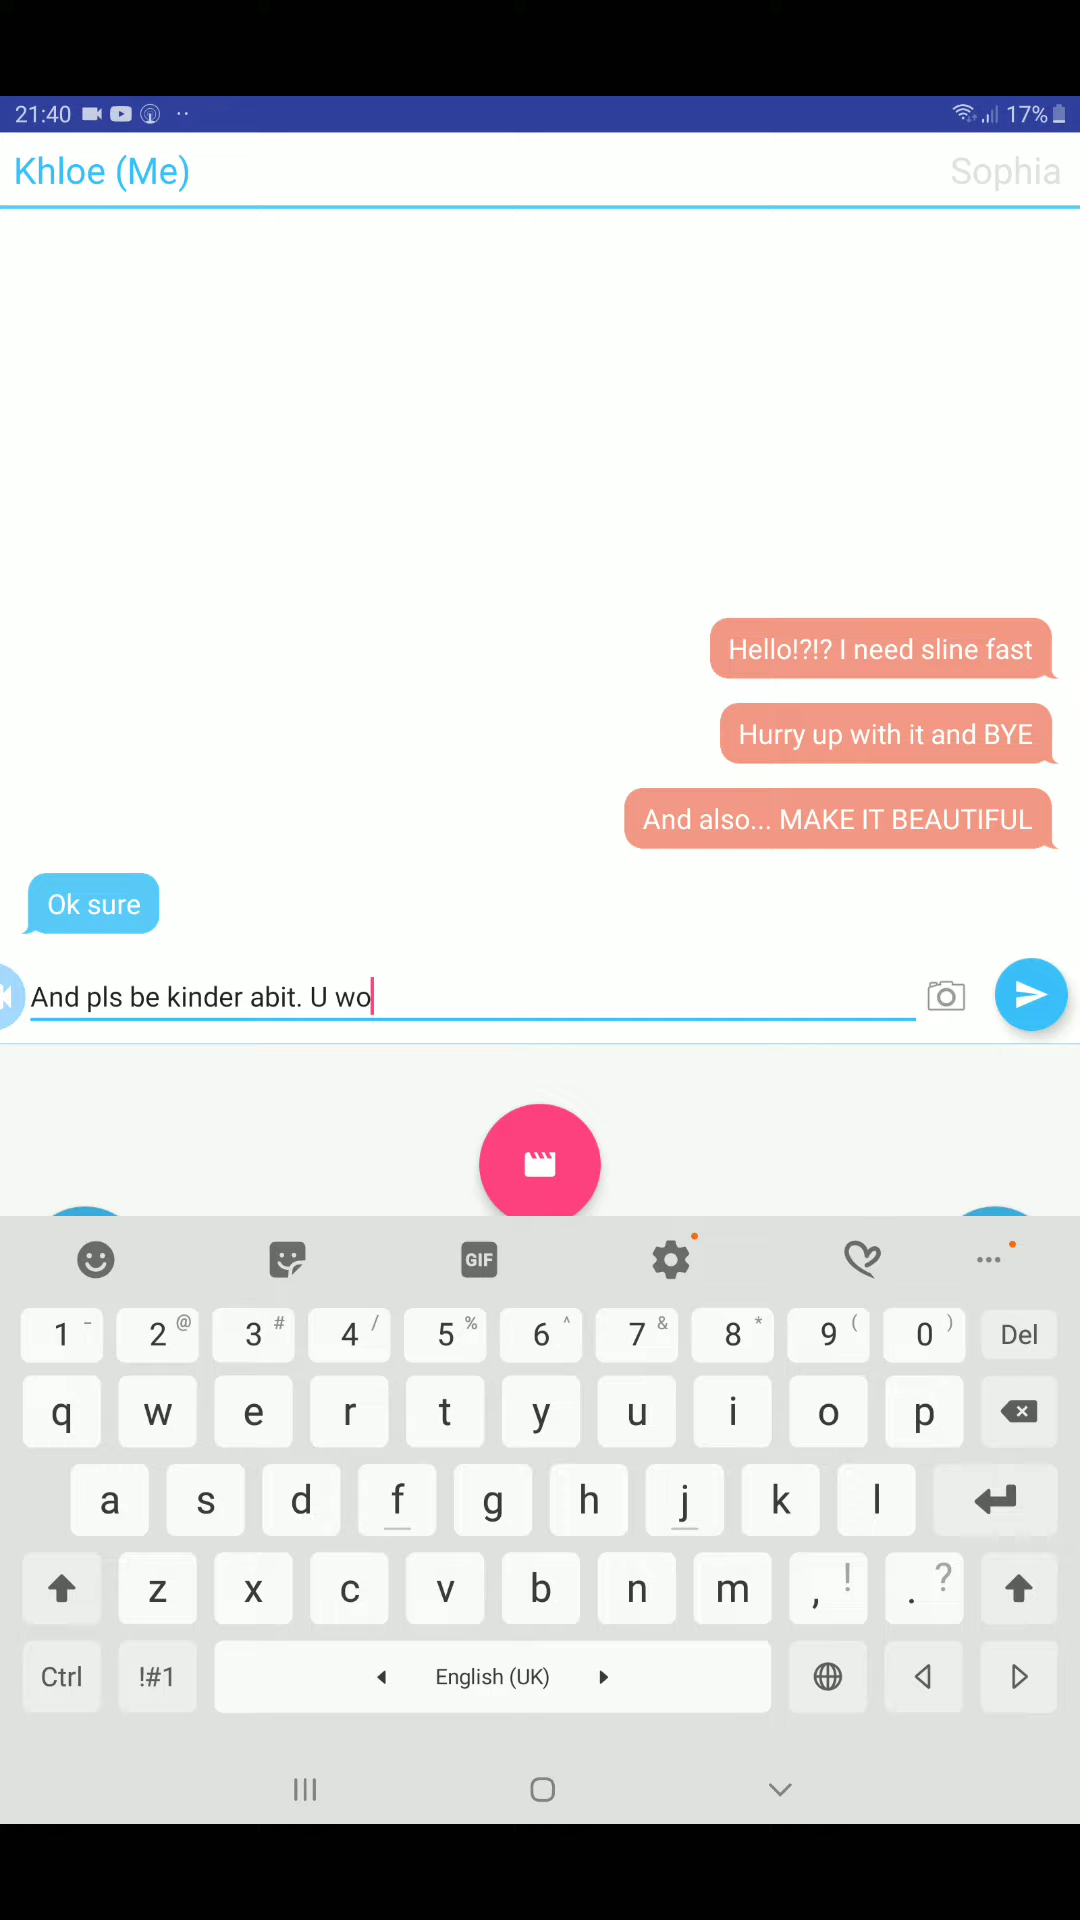 21:40 17%
Khloe (Me) Sophia
Hello!?!? I need sline fast
Hurry up with it and BYE
And also... MAKE IT BEAUTIFUL
Ok sure
And pls be kinder abit. U wo
GIF
1 - 2 @ 3 # 4 / 5 % 6 ^ 7 & 8 * 9 ( 0 ) Del
q w e r t y u i o p
a s d f g h j k l
z x c v b n m , ! . ?
Ctrl !#1 English (UK)